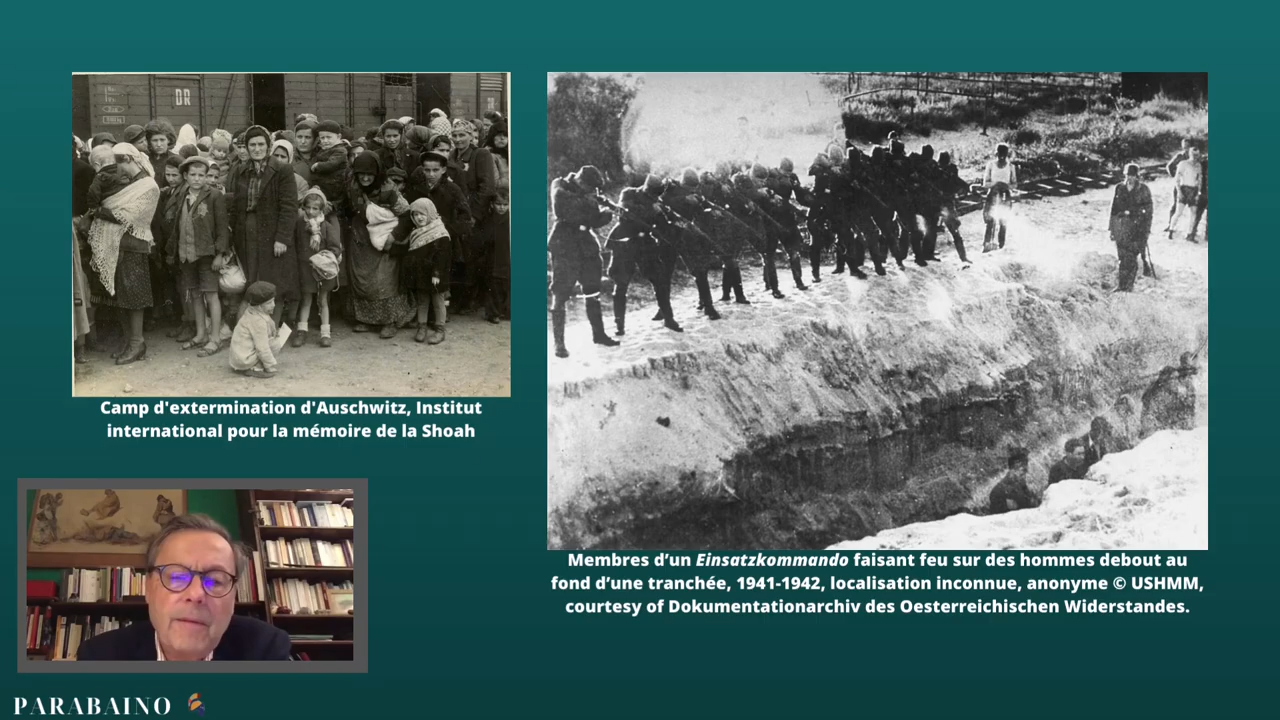 DR
Camp d'extermination d'Auschwitz, Institut
international pour la mémoire de la Shoah
Membres d’un Einsatzkommando faisant feu sur des hommes debout au
fond d’une tranchée, 1941-1942, localisation inconnue, anonyme © USHMM,
courtesy of Dokumentationarchiv des Oesterreichischen Widerstandes.
PARABAINO